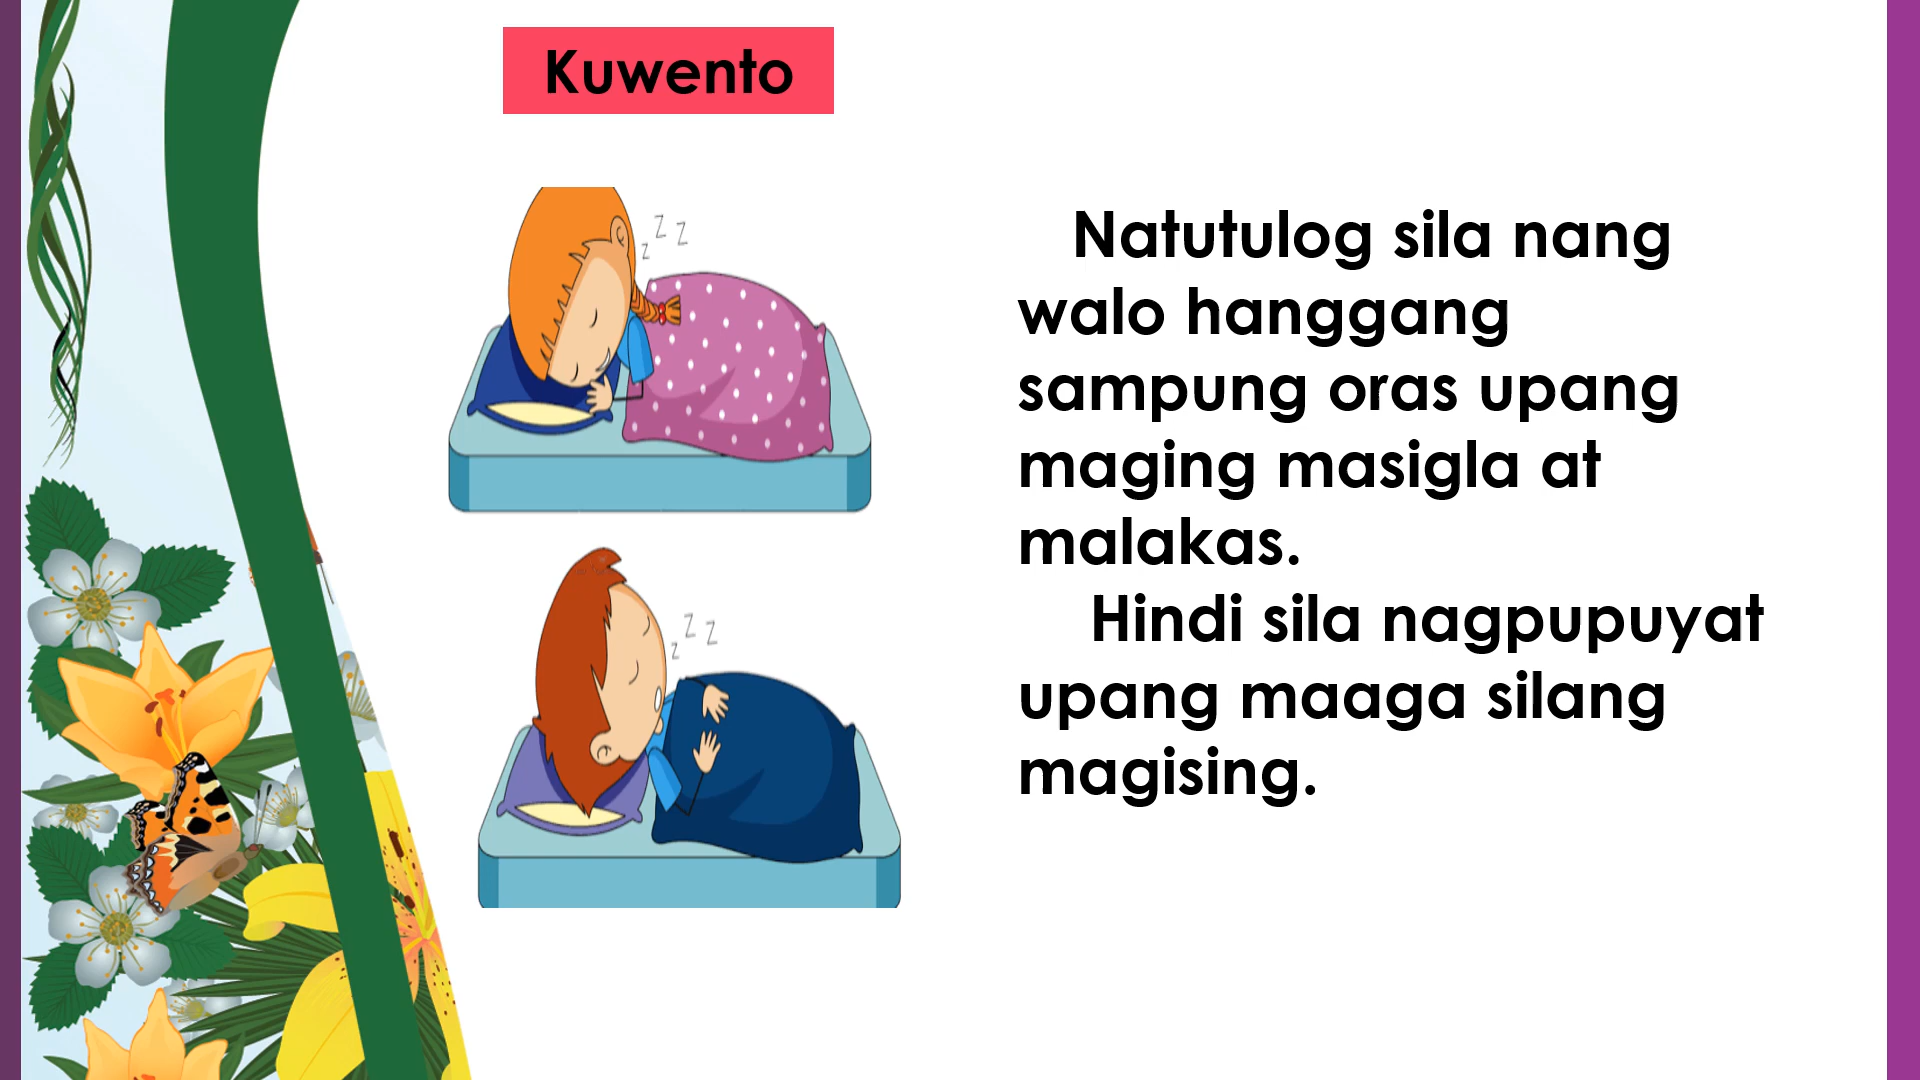 Kuwento
z Z Z
Natutulog sila nang
walo hanggang
sampung oras upang
maging masigla at
malakas.
Hindi sila nagpupuyat
upang maaga silang
magising.
z Z Z